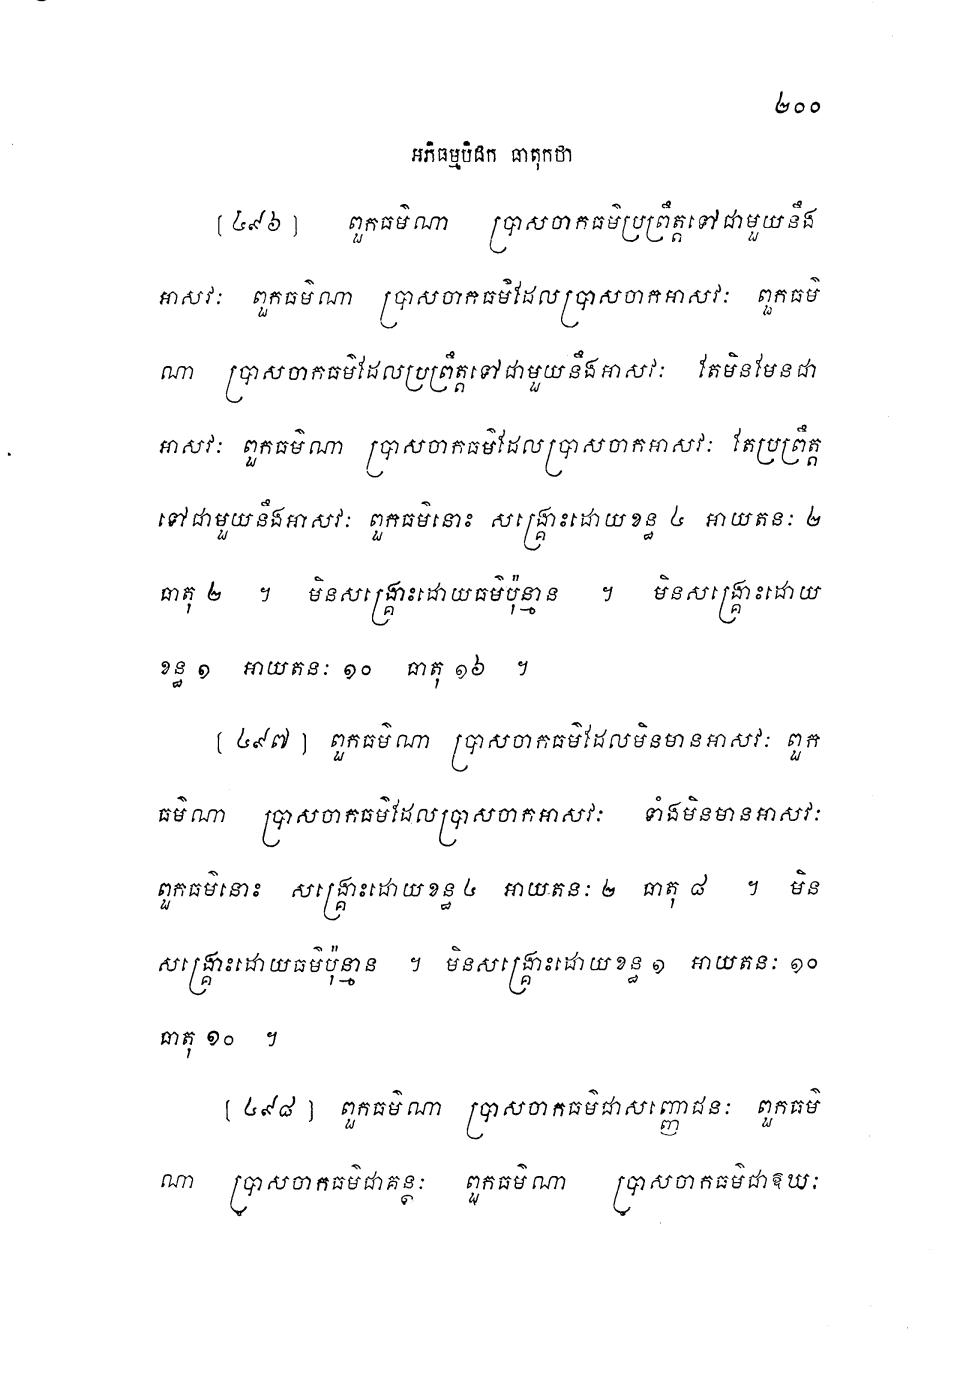 ២០០
អភិធម្មបិដក ធាតុកថា
[៤៩៦] ពួកធម៌ណា ប្រាសចាកធម៌ប្រព្រឹត្តទៅជាមួយនឹង
អាសវៈ ពួកធម៌ណា ប្រាសចាកធម៌ដែលប្រាសចាកអាសវៈ ពួកធម៌
ណា ប្រាសចាកធម៌ដែលប្រព្រឹត្តទៅជាមួយនឹងអាសវៈ តែមិនមែនជា
អាសវៈ ពួកធម៌ណា ប្រាសចាកធម៌ដែលប្រាសចាកអាសវៈ តែប្រព្រឹត្ត
ទៅជាមួយនឹងអាសវៈ ពួកធម៌នោះ សង្គ្រោះដោយខន្ធ ៤ អាយតនៈ ២
ធាតុ ២ ។ មិនសង្គ្រោះដោយធម៌ប៉ុន្មាន ។ មិនសង្គ្រោះដោយ
ខន្ធ ១ អាយតនៈ ១០ ធាតុ ១៦ ។
[៤៩៧] ពួកធម៌ណា ប្រាសចាកធម៌ដែលមិនមានអាសវៈ ពួក
ធម៌ណា ប្រាសចាកធម៌ដែលប្រាសចាកអាសវៈ ទាំងមិនមានអាសវៈ
ពួកធម៌នោះ សង្គ្រោះដោយខន្ធ ៤ អាយតនៈ ២ ធាតុ ៨ ។ មិន
សង្គ្រោះដោយធម៌ប៉ុន្មាន ។ មិនសង្គ្រោះដោយខន្ធ ១ អាយតនៈ ១០
ធាតុ ១០ ។
[៤៩៨] ពួកធម៌ណា ប្រាសចាកធម៌ជាសញ្ញោជនៈ ពួកធម៌
ណា ប្រាសចាកធម៌ជាគន្ថៈ ពួកធម៌ណា ប្រាសចាកធម៌ជាឱឃៈ